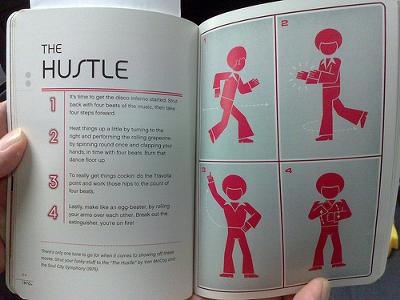 THE
HUSTLE
1
It's time to get the disco inferno started. Strut
back with four beats of the music, then take
four steps forward.
2
Heat things up a little by turning to the
right and performing the rolling grapevine
by spinning round once and clapping your
hands, in time with four beats. Burn that
dance floor up.
3
To really get things cookin' do the Travolta
point and work those hips to the count of
four beats.
4
Lastly, make like an egg-beater, by rolling
your arms over each other. Break out the
extinguisher, you're on fire!
There's only one tune to go for when it comes to showing off these
moves. Strut your funky stuff to the "The Hustle" by Van McCoy and
the Soul City Symphony (1975).
1
2
3
4